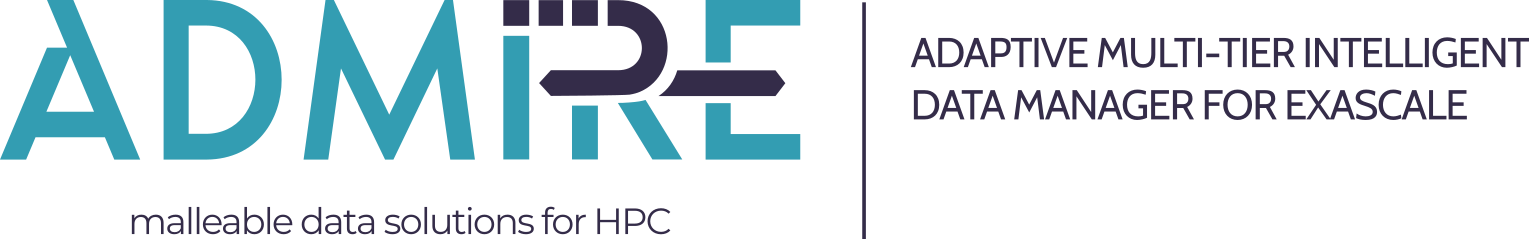 ADMIRE
malleable data solutions for HPC
ADAPTIVE MULTI-TIER INTELLIGENT
DATA MANAGER FOR EXASCALE